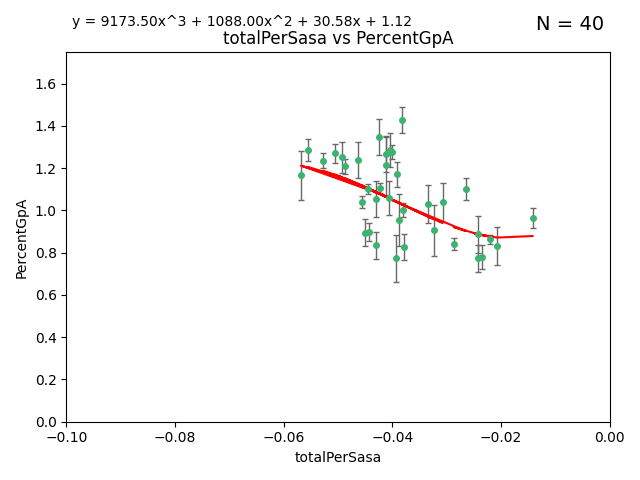 y = 9173.50x^3 + 1088.00x^2 + 30.58x + 1.12
N = 40
totalPerSasa vs PercentGpA
1.6
1.4
1.2
1.0
0.8
0.6
0.4
0.2
0.0
PercentGpA
−0.10 −0.08 −0.06 −0.04 −0.02 0.00
totalPerSasa